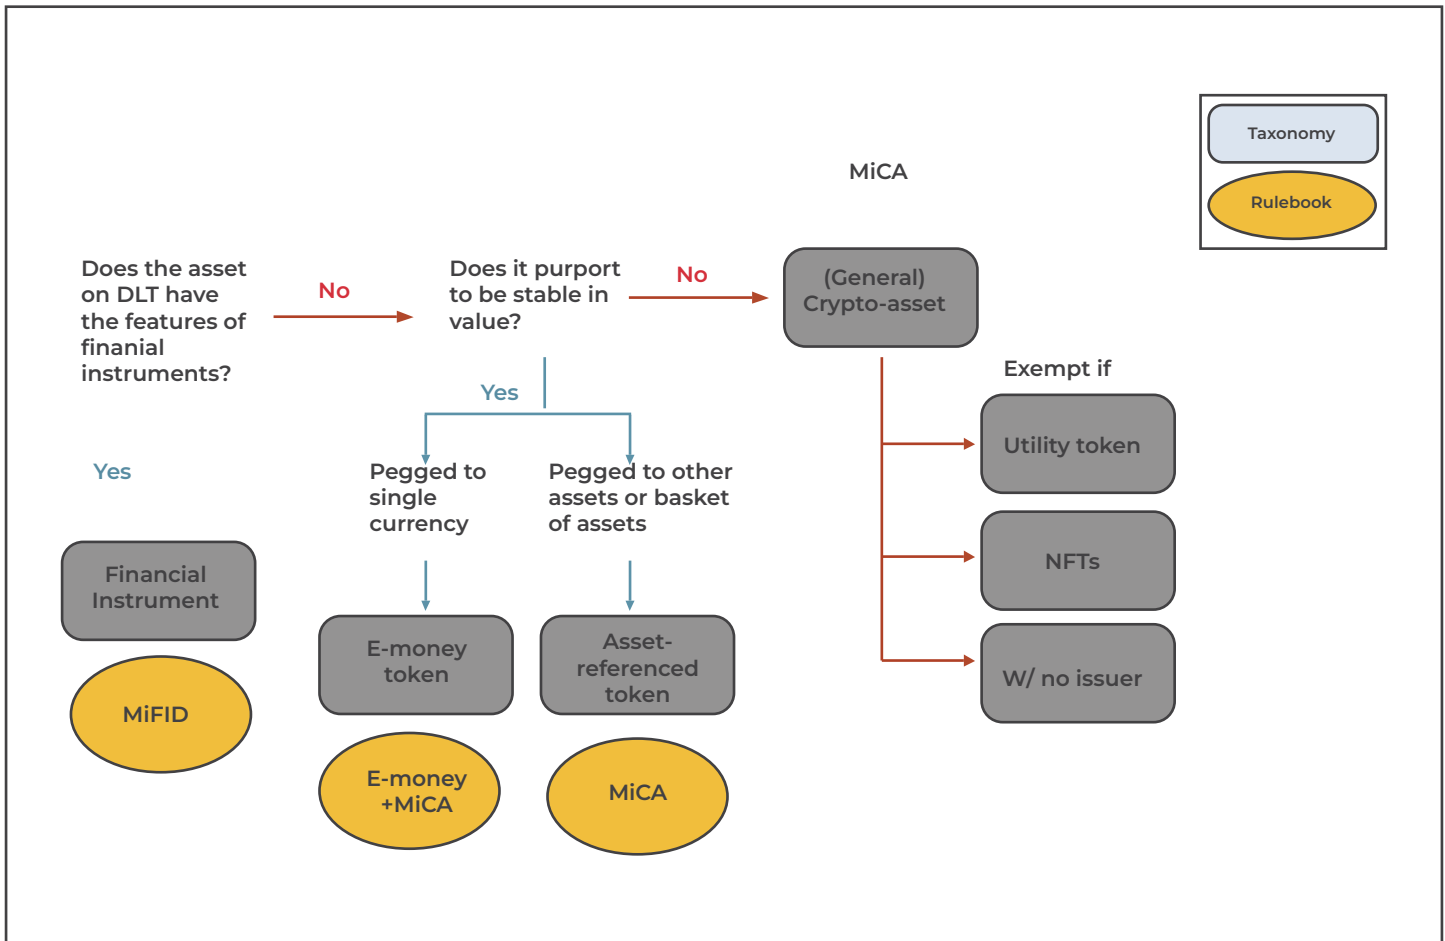 Taxonomy
Rulebook
MiCA
Does the asset
on DLT have
the features of
finanial
instruments?
No
Does it purport
to be stable in
value?
No
(General)
Crypto-asset
Yes
Exempt if
Utility token
NFTs
W/ no issuer
Yes
Pegged to
single
currency
Pegged to other
assets or basket
of assets
Financial
Instrument
MiFID
E-money
token
E-money
+MiCA
Asset-
referenced
token
MiCA